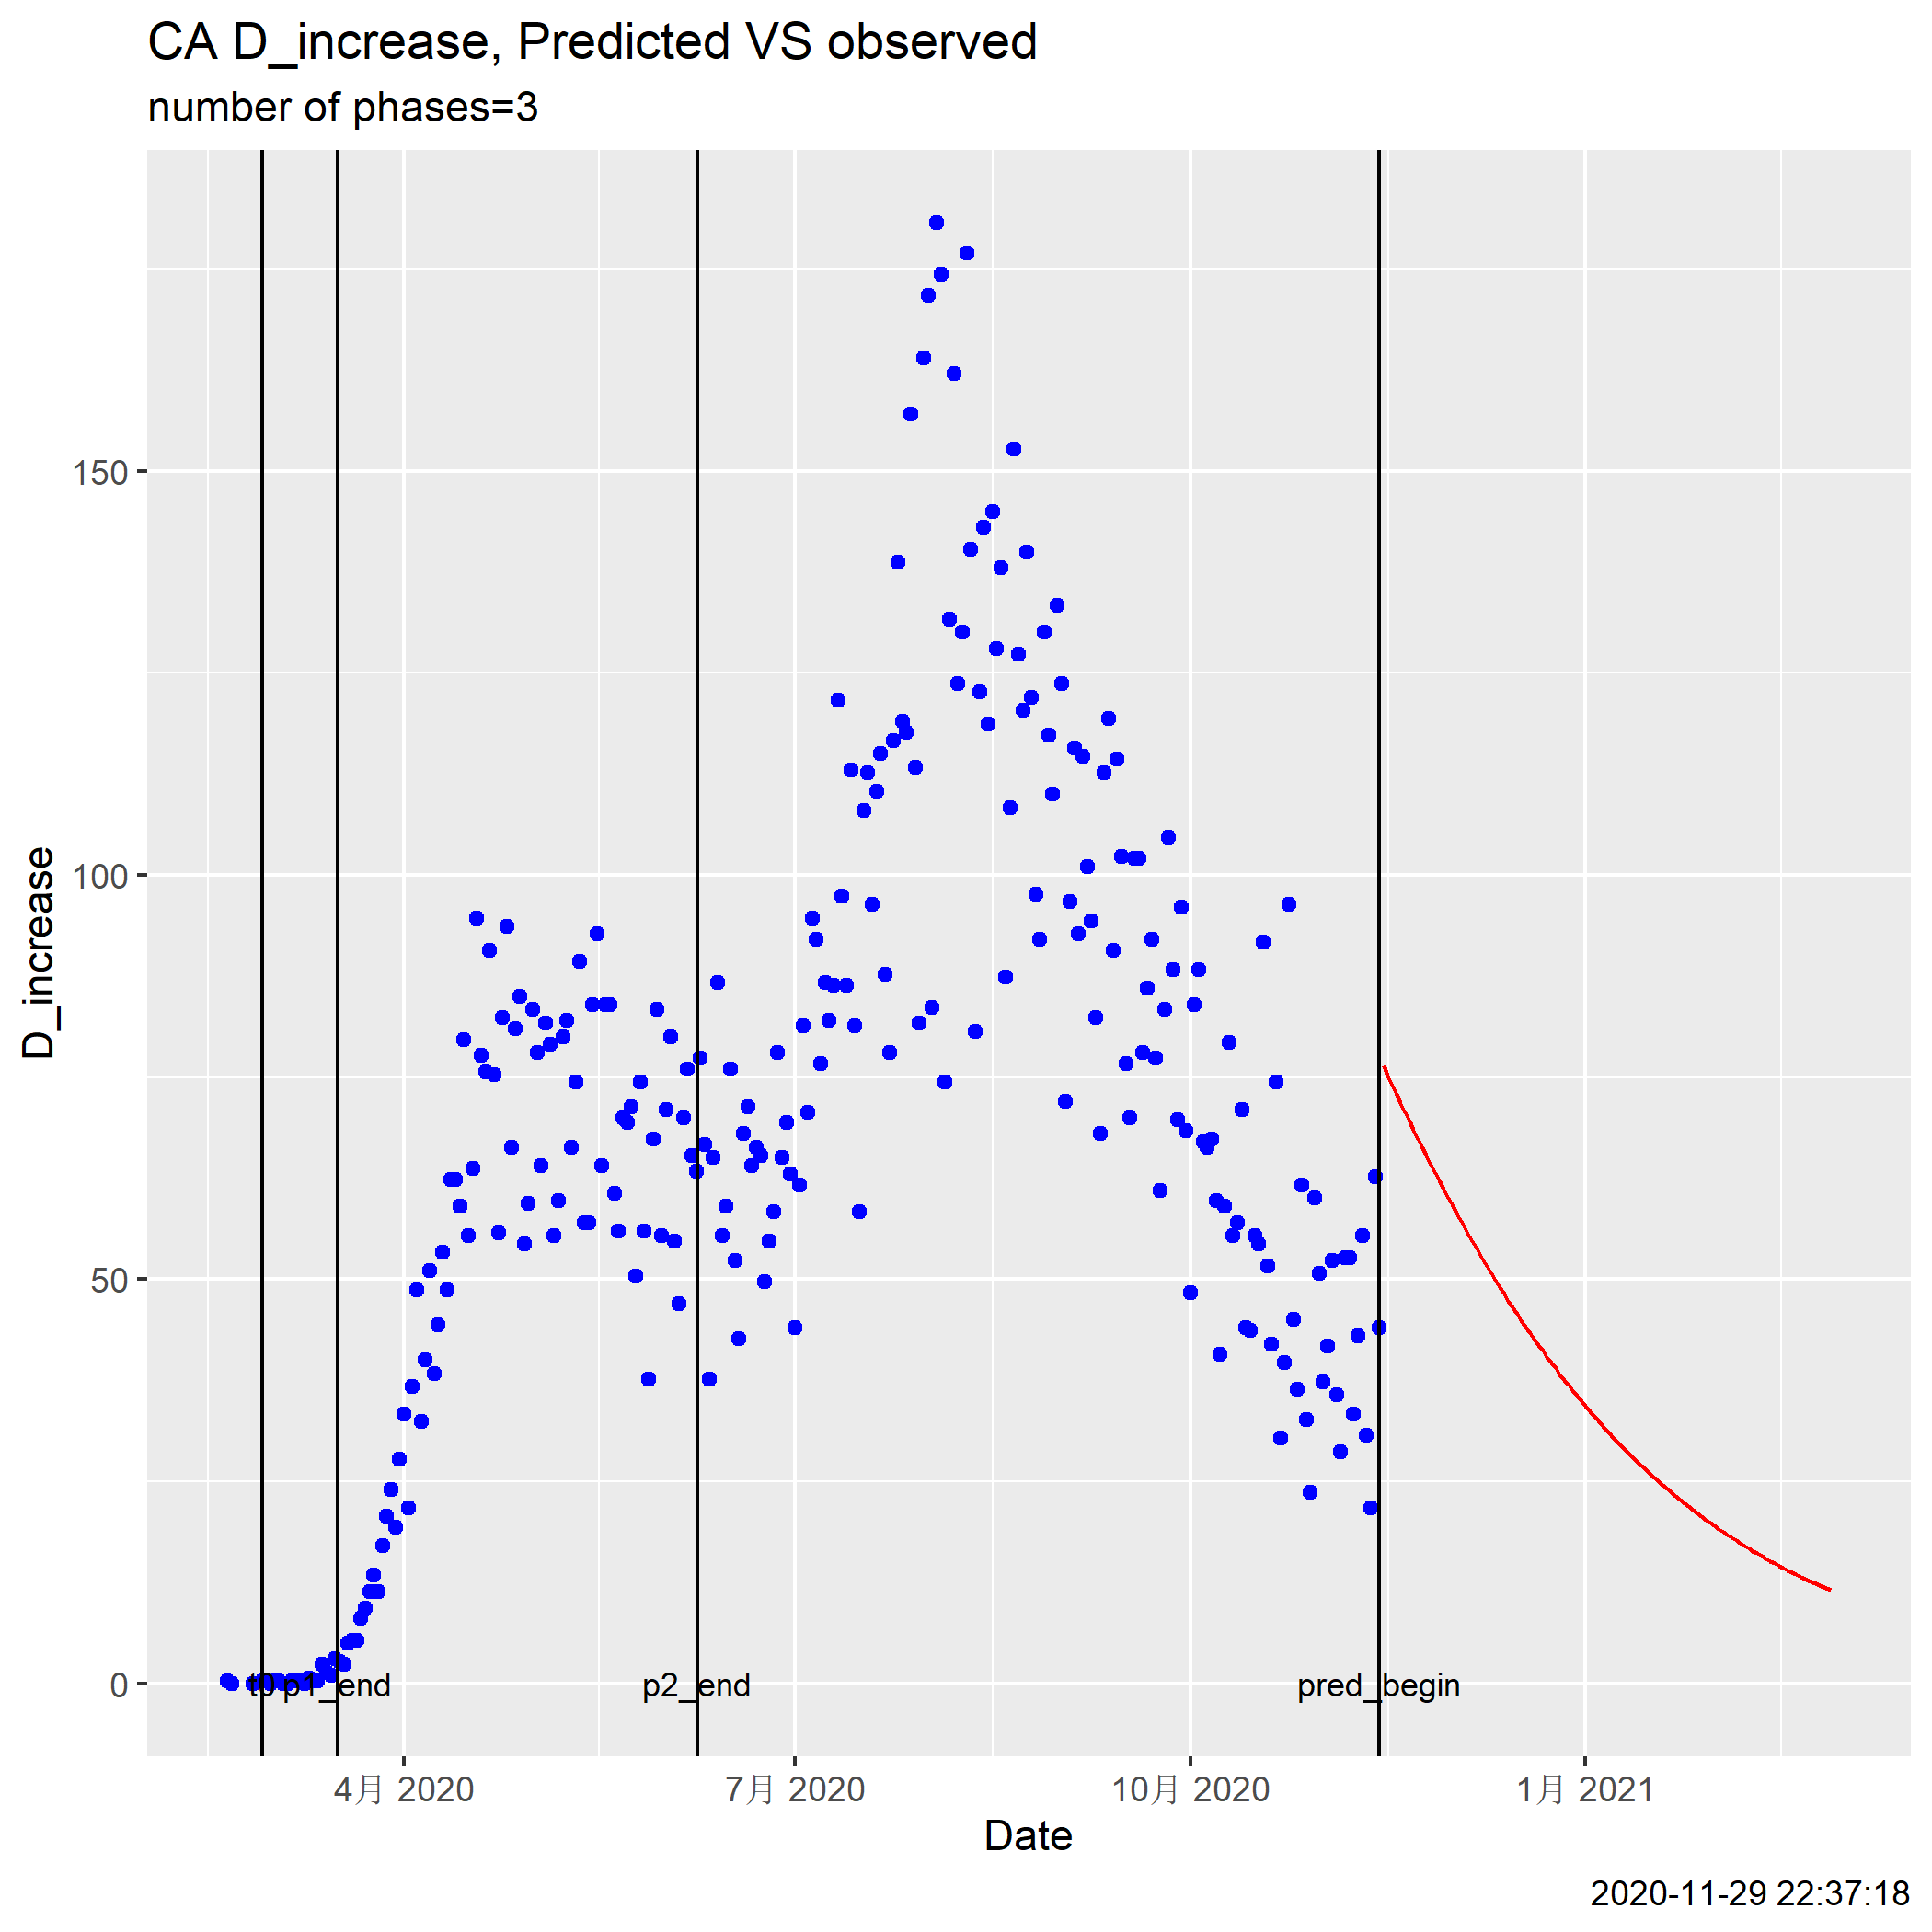 CA D_increase, Predicted VS observed
number of phases=3
D_increase
150
100
50
0
t0 p1_end
p2_end
pred_begin
4月 2020
7月 2020
10月 2020
1月 2021
Date
2020-11-29 22:37:18